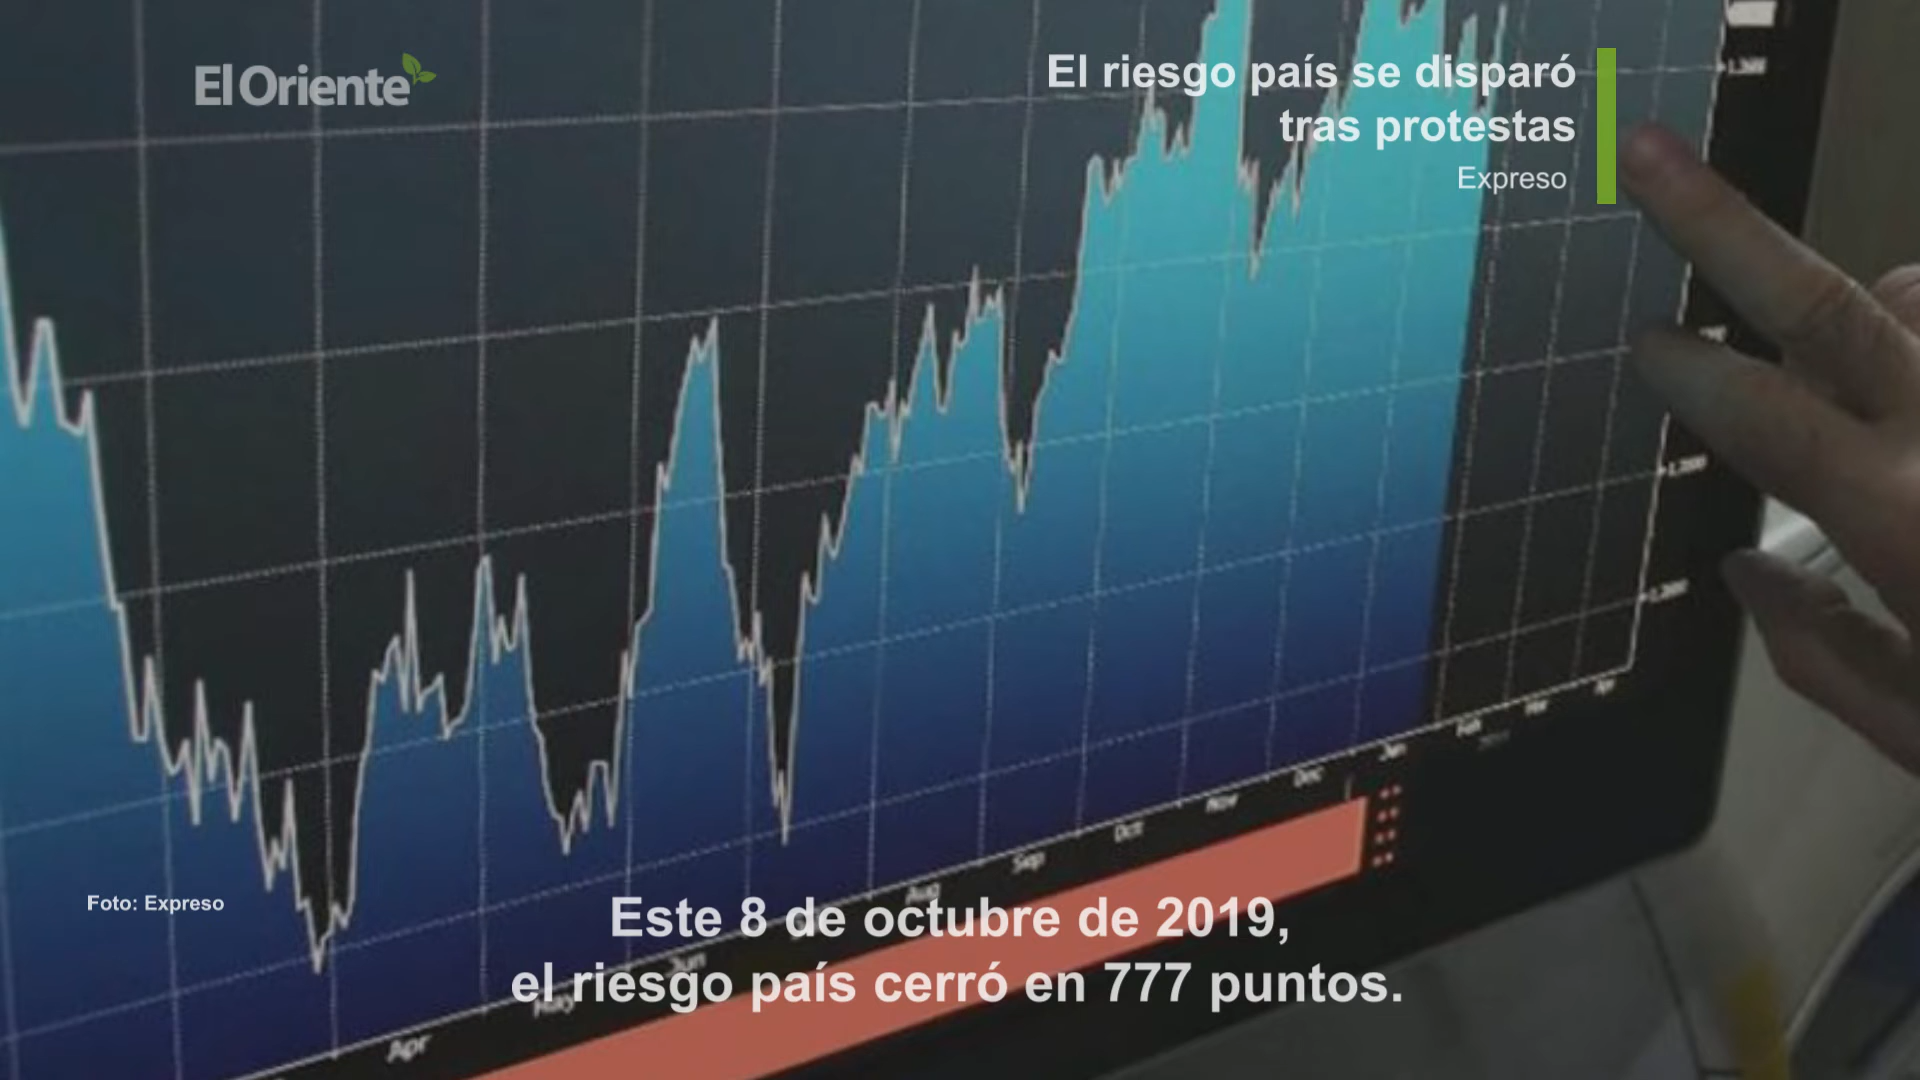 El Oriente
El riesgo país se disparó
tras protestas
Expreso
Apr
May
Jun
Aug
Sep
Oct
Nov
Dec
Jan
Feb
Mar
Apr
Foto: Expreso
Este 8 de octubre de 2019,
el riesgo país cerró en 777 puntos.